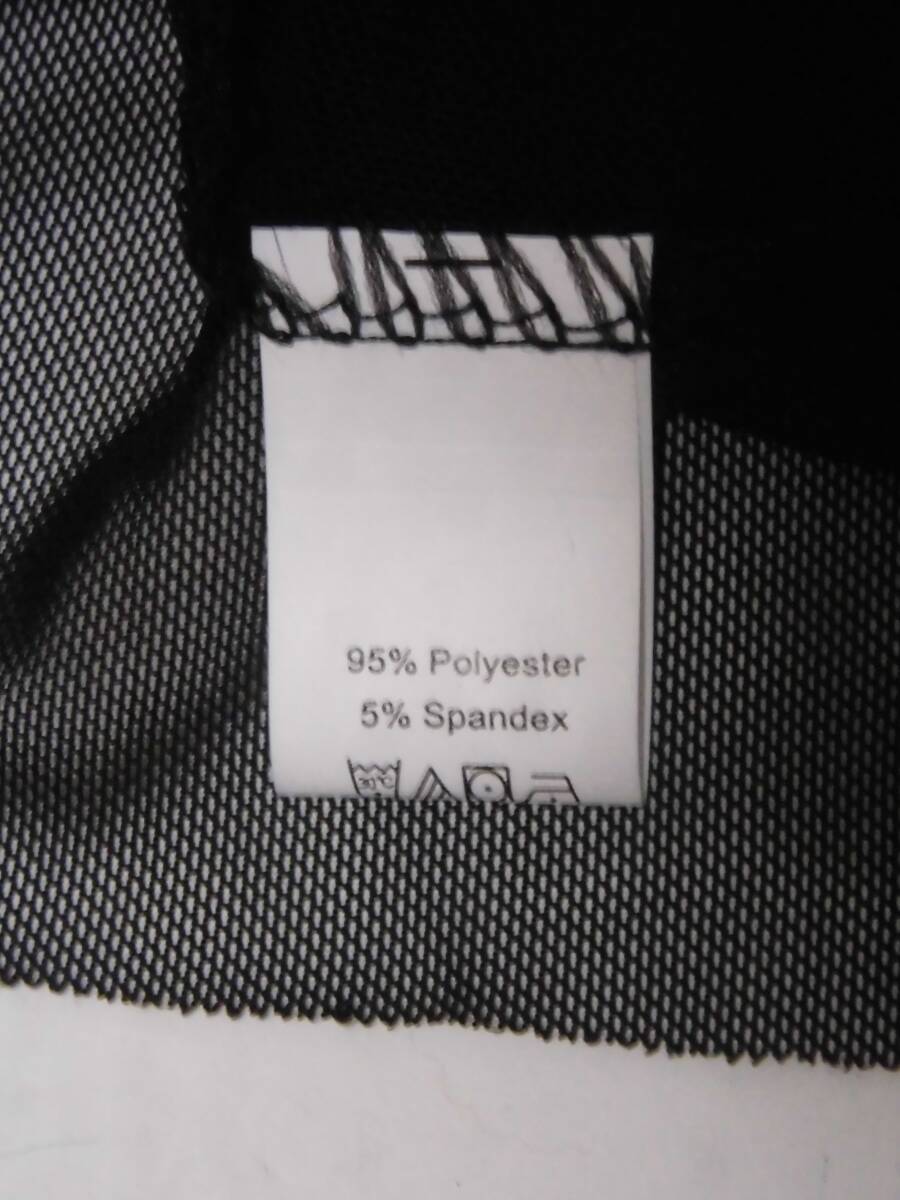 95% Polyester
5% Spandex